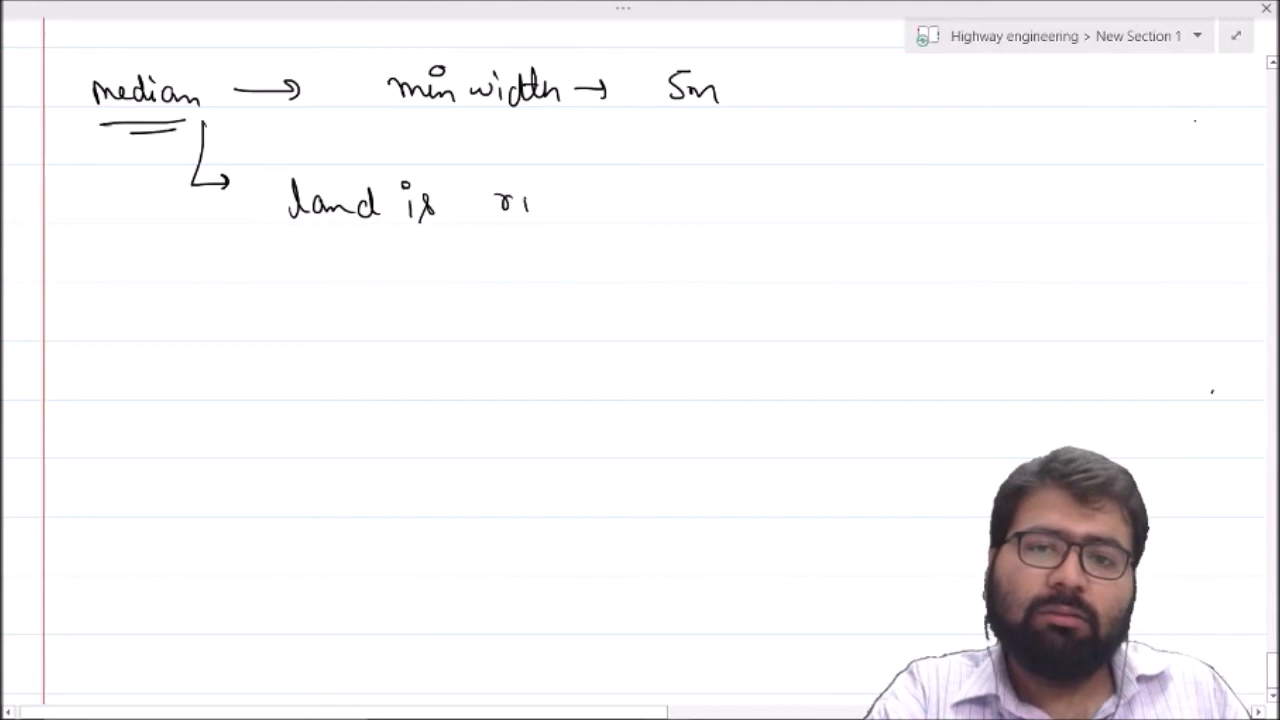 Highway engineering > New Section 1
median → min width → 5m
land is